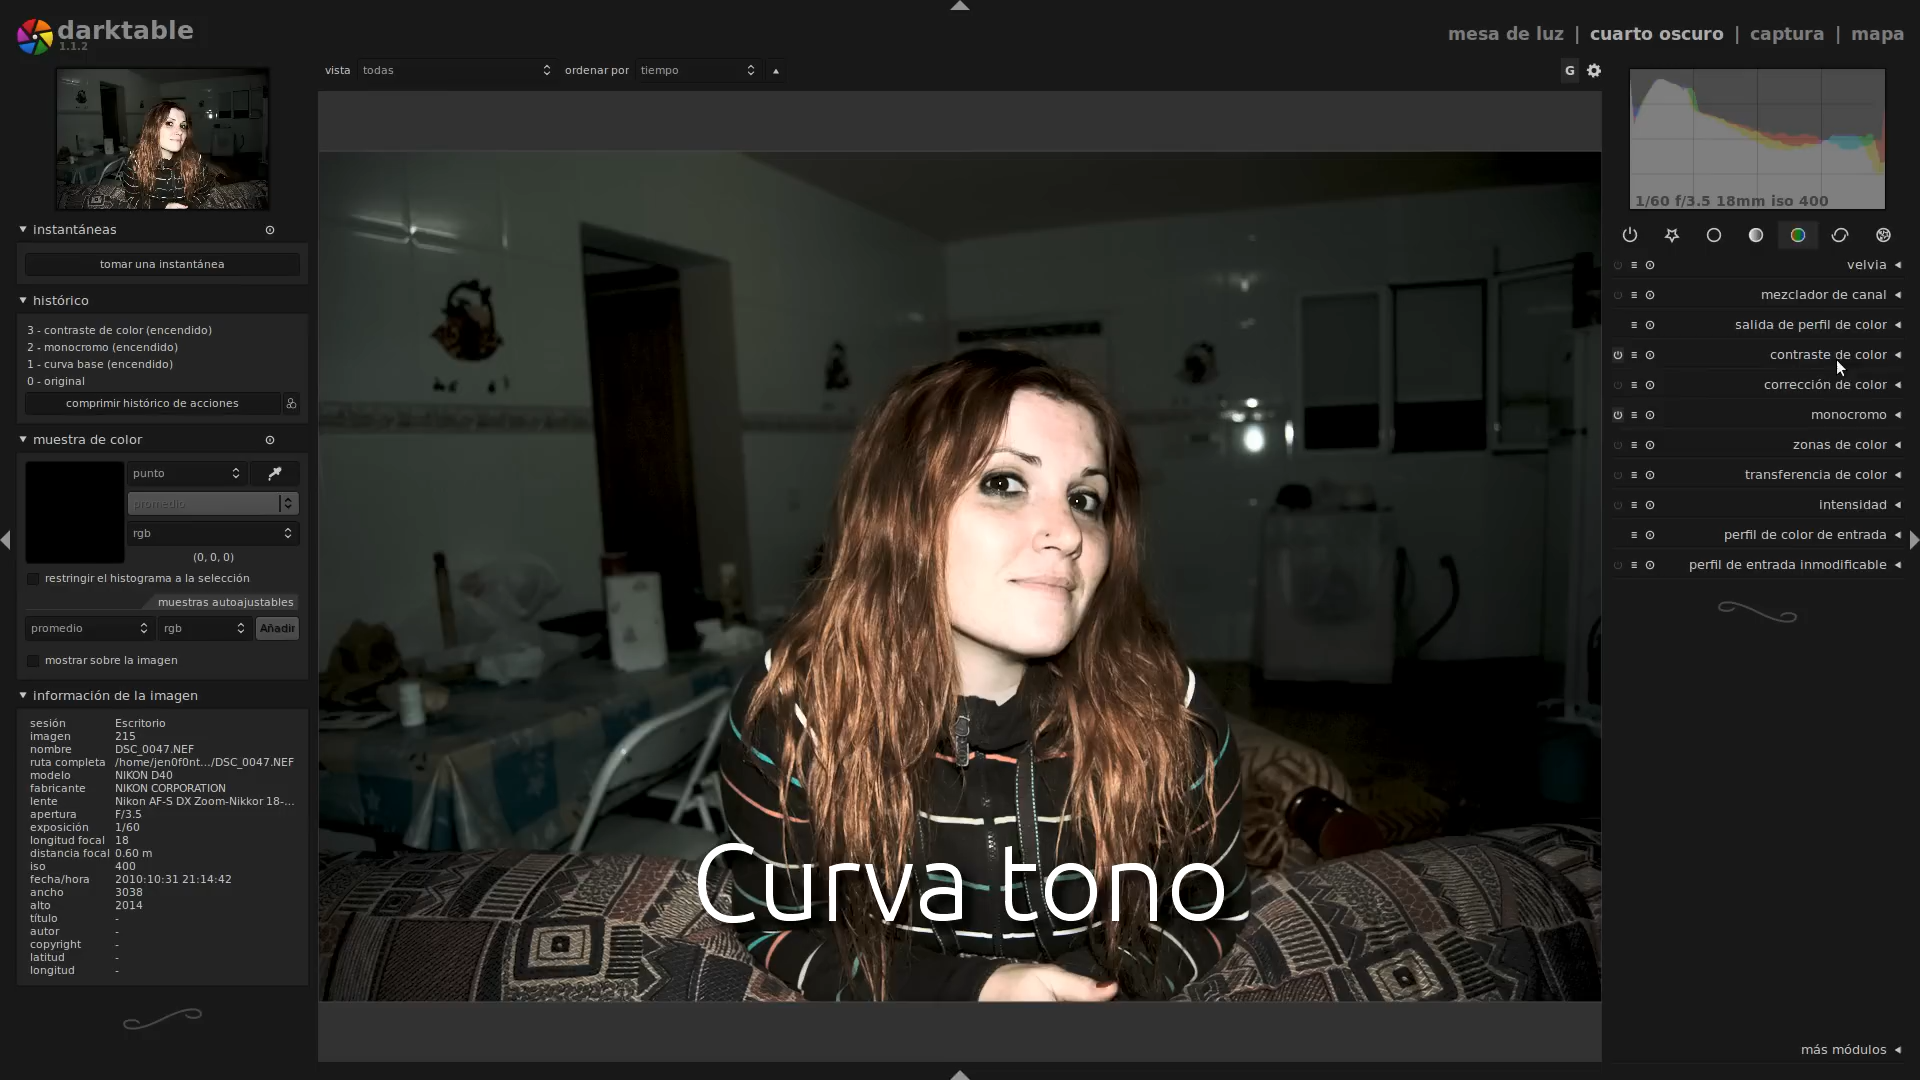 darktable
1.1.2
mesa de luz | cuarto oscuro | captura | mapa
vista todas ordenar por tiempo
G
1/60 f/3.5 18mm iso 400
instantáneas
tomar una instantánea
histórico
3 - contraste de color (encendido)
2 - monocromo (encendido)
1 - curva base (encendido)
0 - original
comprimir histórico de acciones
muestra de color
punto
promedio
rgb
(0, 0, 0)
restringir el histograma a la selección
muestras autoajustables
promedio rgb Añadir
mostrar sobre la imagen
información de la imagen
sesión Escritorio
imagen 215
nombre DSC_0047.NEF
ruta completa /home/jen0f0nt.../DSC_0047.NEF
modelo NIKON D40
fabricante NIKON CORPORATION
lente Nikon AF-S DX Zoom-Nikkor 18-...
apertura F/3.5
exposición 1/60
longitud focal 18
distancia focal 0.60 m
iso 400
fecha/hora 2010:10:31 21:14:42
ancho 3038
alto 2014
título -
autor -
copyright -
latitud -
longitud -
Curva tono
velvia
mezclador de canal
salida de perfil de color
contraste de color
corrección de color
monocromo
zonas de color
transferencia de color
intensidad
perfil de color de entrada
perfil de entrada inmodificable
más módulos